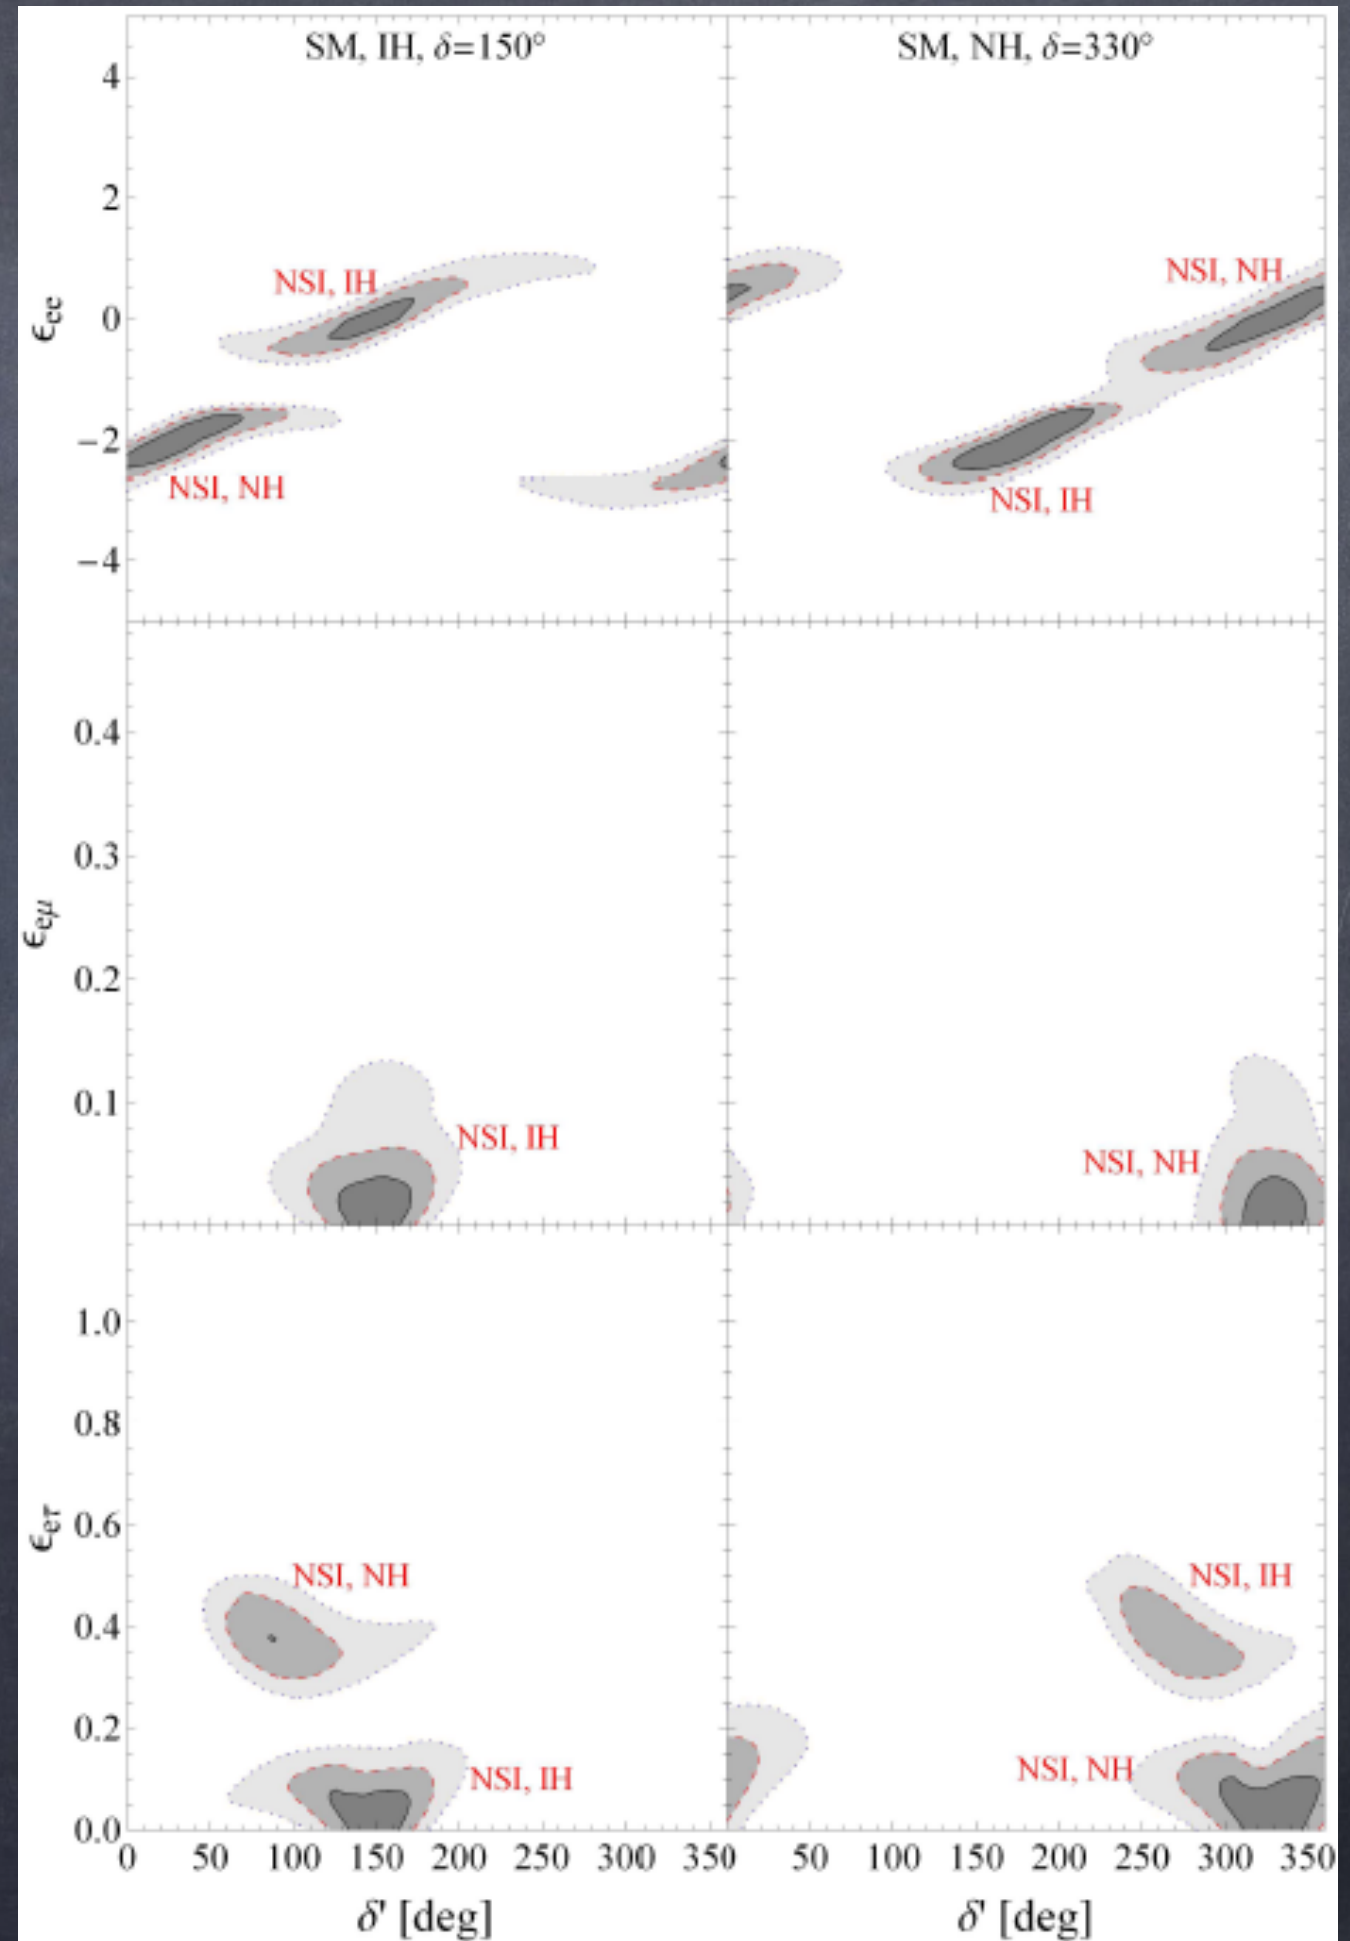 SM, IH, δ=150°
SM, NH, δ=330°
4
2
0
−2
−4
ϵee
NSI, IH
NSI, NH
NSI, NH
NSI, IH
0.4
0.3
0.2
0.1
ϵeμ
NSI, IH
NSI, NH
1.0
0.8
0.6
0.4
0.2
0.0
ϵeτ
NSI, NH
NSI, IH
NSI, IH
NSI, NH
0 50 100 150 200 250 300 350
50 100 150 200 250 300 350
δ' [deg]
δ' [deg]